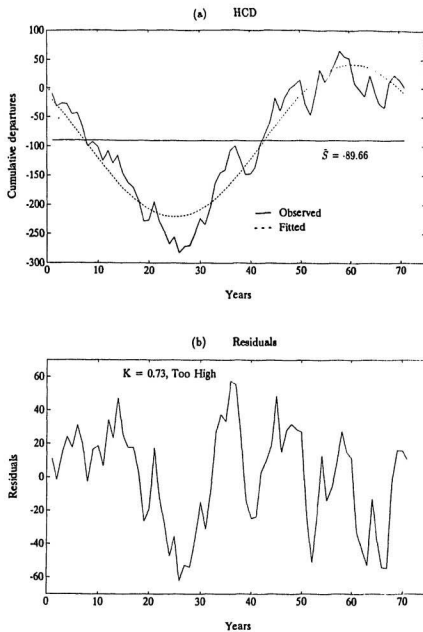 (a) HCD
100
50
0
-50
-100
-150
-200
-250
-300
Cumulative departures
S̄ = -89.66
Observed
Fitted
0 10 20 30 40 50 60 70 80
Years
(b) Residuals
K = 0.73, Too High
60
40
20
0
-20
-40
-60
Residuals
0 10 20 30 40 50 60 70 80
Years